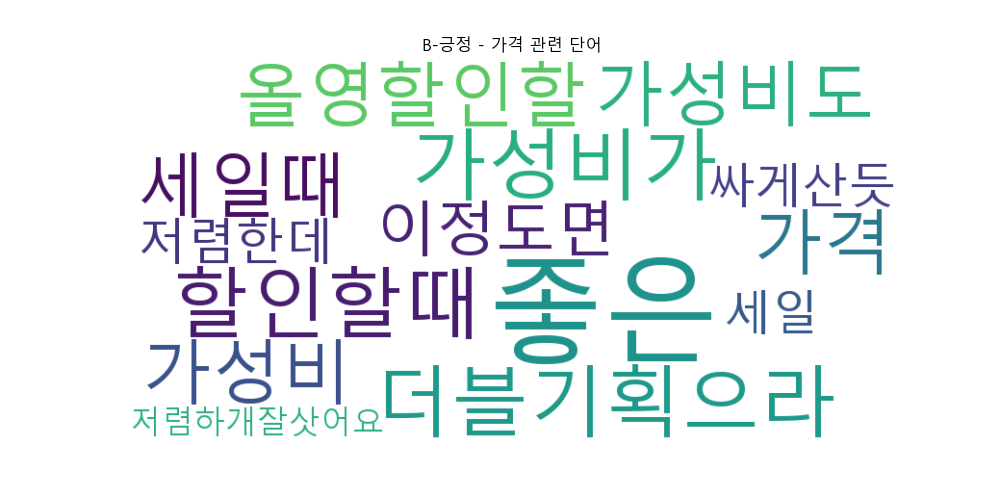 B-긍정 - 가격 관련 단어
올영할인할 가성비도
가성비가
세일때 싸게산듯
저렴한데 이정도면 가격
할인할때 좋은 세일
가성비 더블기획으라
저렴하개잘삿어요